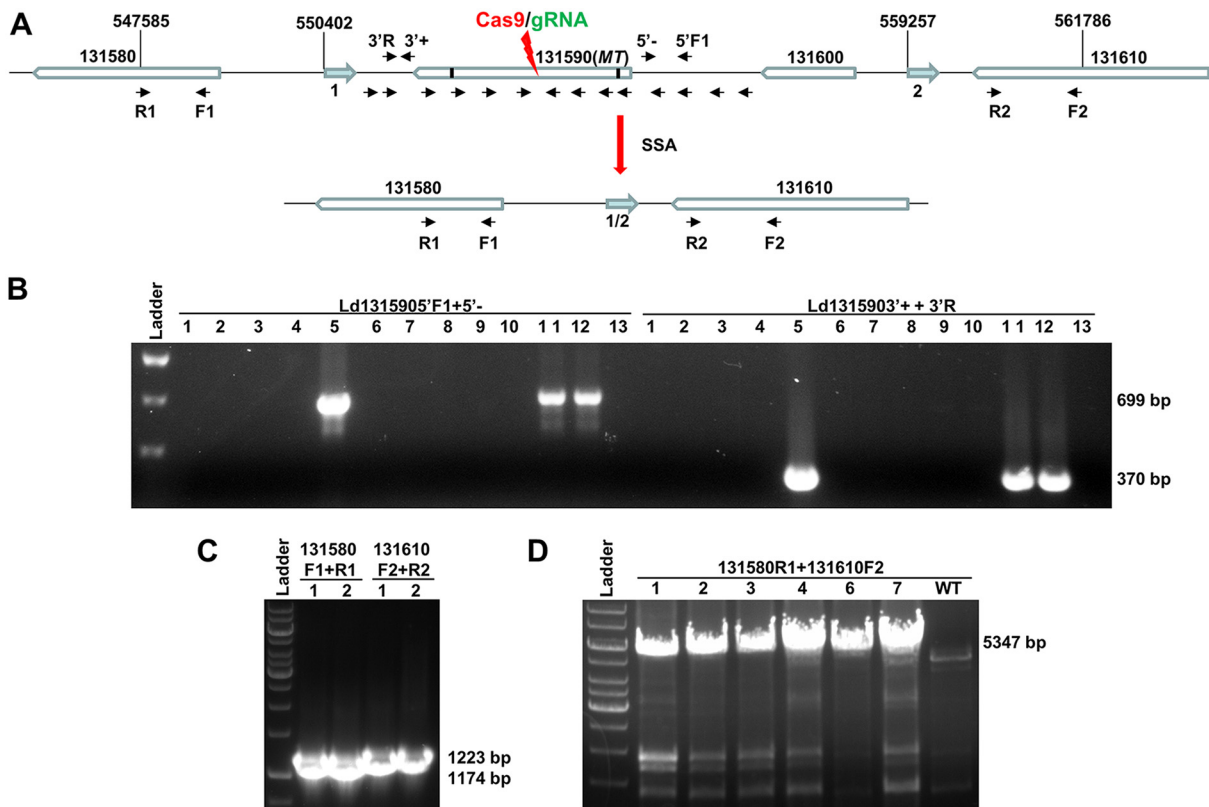 A
547585
550402
Cas9/gRNA
559257
561786
131580
3'R 3'+
131590(MT)
5'- 5'F1
131600
131610
1
2
R1 F1
R2 F2
SSA
131580
131610
1/2
R1 F1
R2 F2
B
Ladder
Ld1315905'F1+5'-
Ld1315903'+ + 3'R
1 2 3 4 5 6 7 8 9 10 11 12 13
1 2 3 4 5 6 7 8 9 10 11 12 13
699 bp
370 bp
C
Ladder
131580 131610
F1+R1 F2+R2
1 2 1 2
1223 bp
1174 bp
D
Ladder
131580R1+131610F2
1 2 3 4 6 7 WT
5347 bp